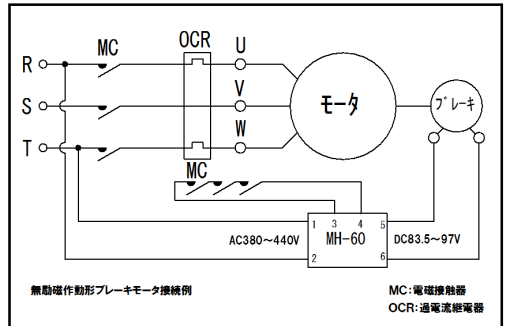 MC
OCR
U
R
S
V
モータ
ブレーキ
T
W
MC
1 3 4 5
AC380～440V
MH-60
DC83.5～97V
2 6
無励磁作動形ブレーキモータ接続例
MC:電磁接触器
OCR:過電流継電器